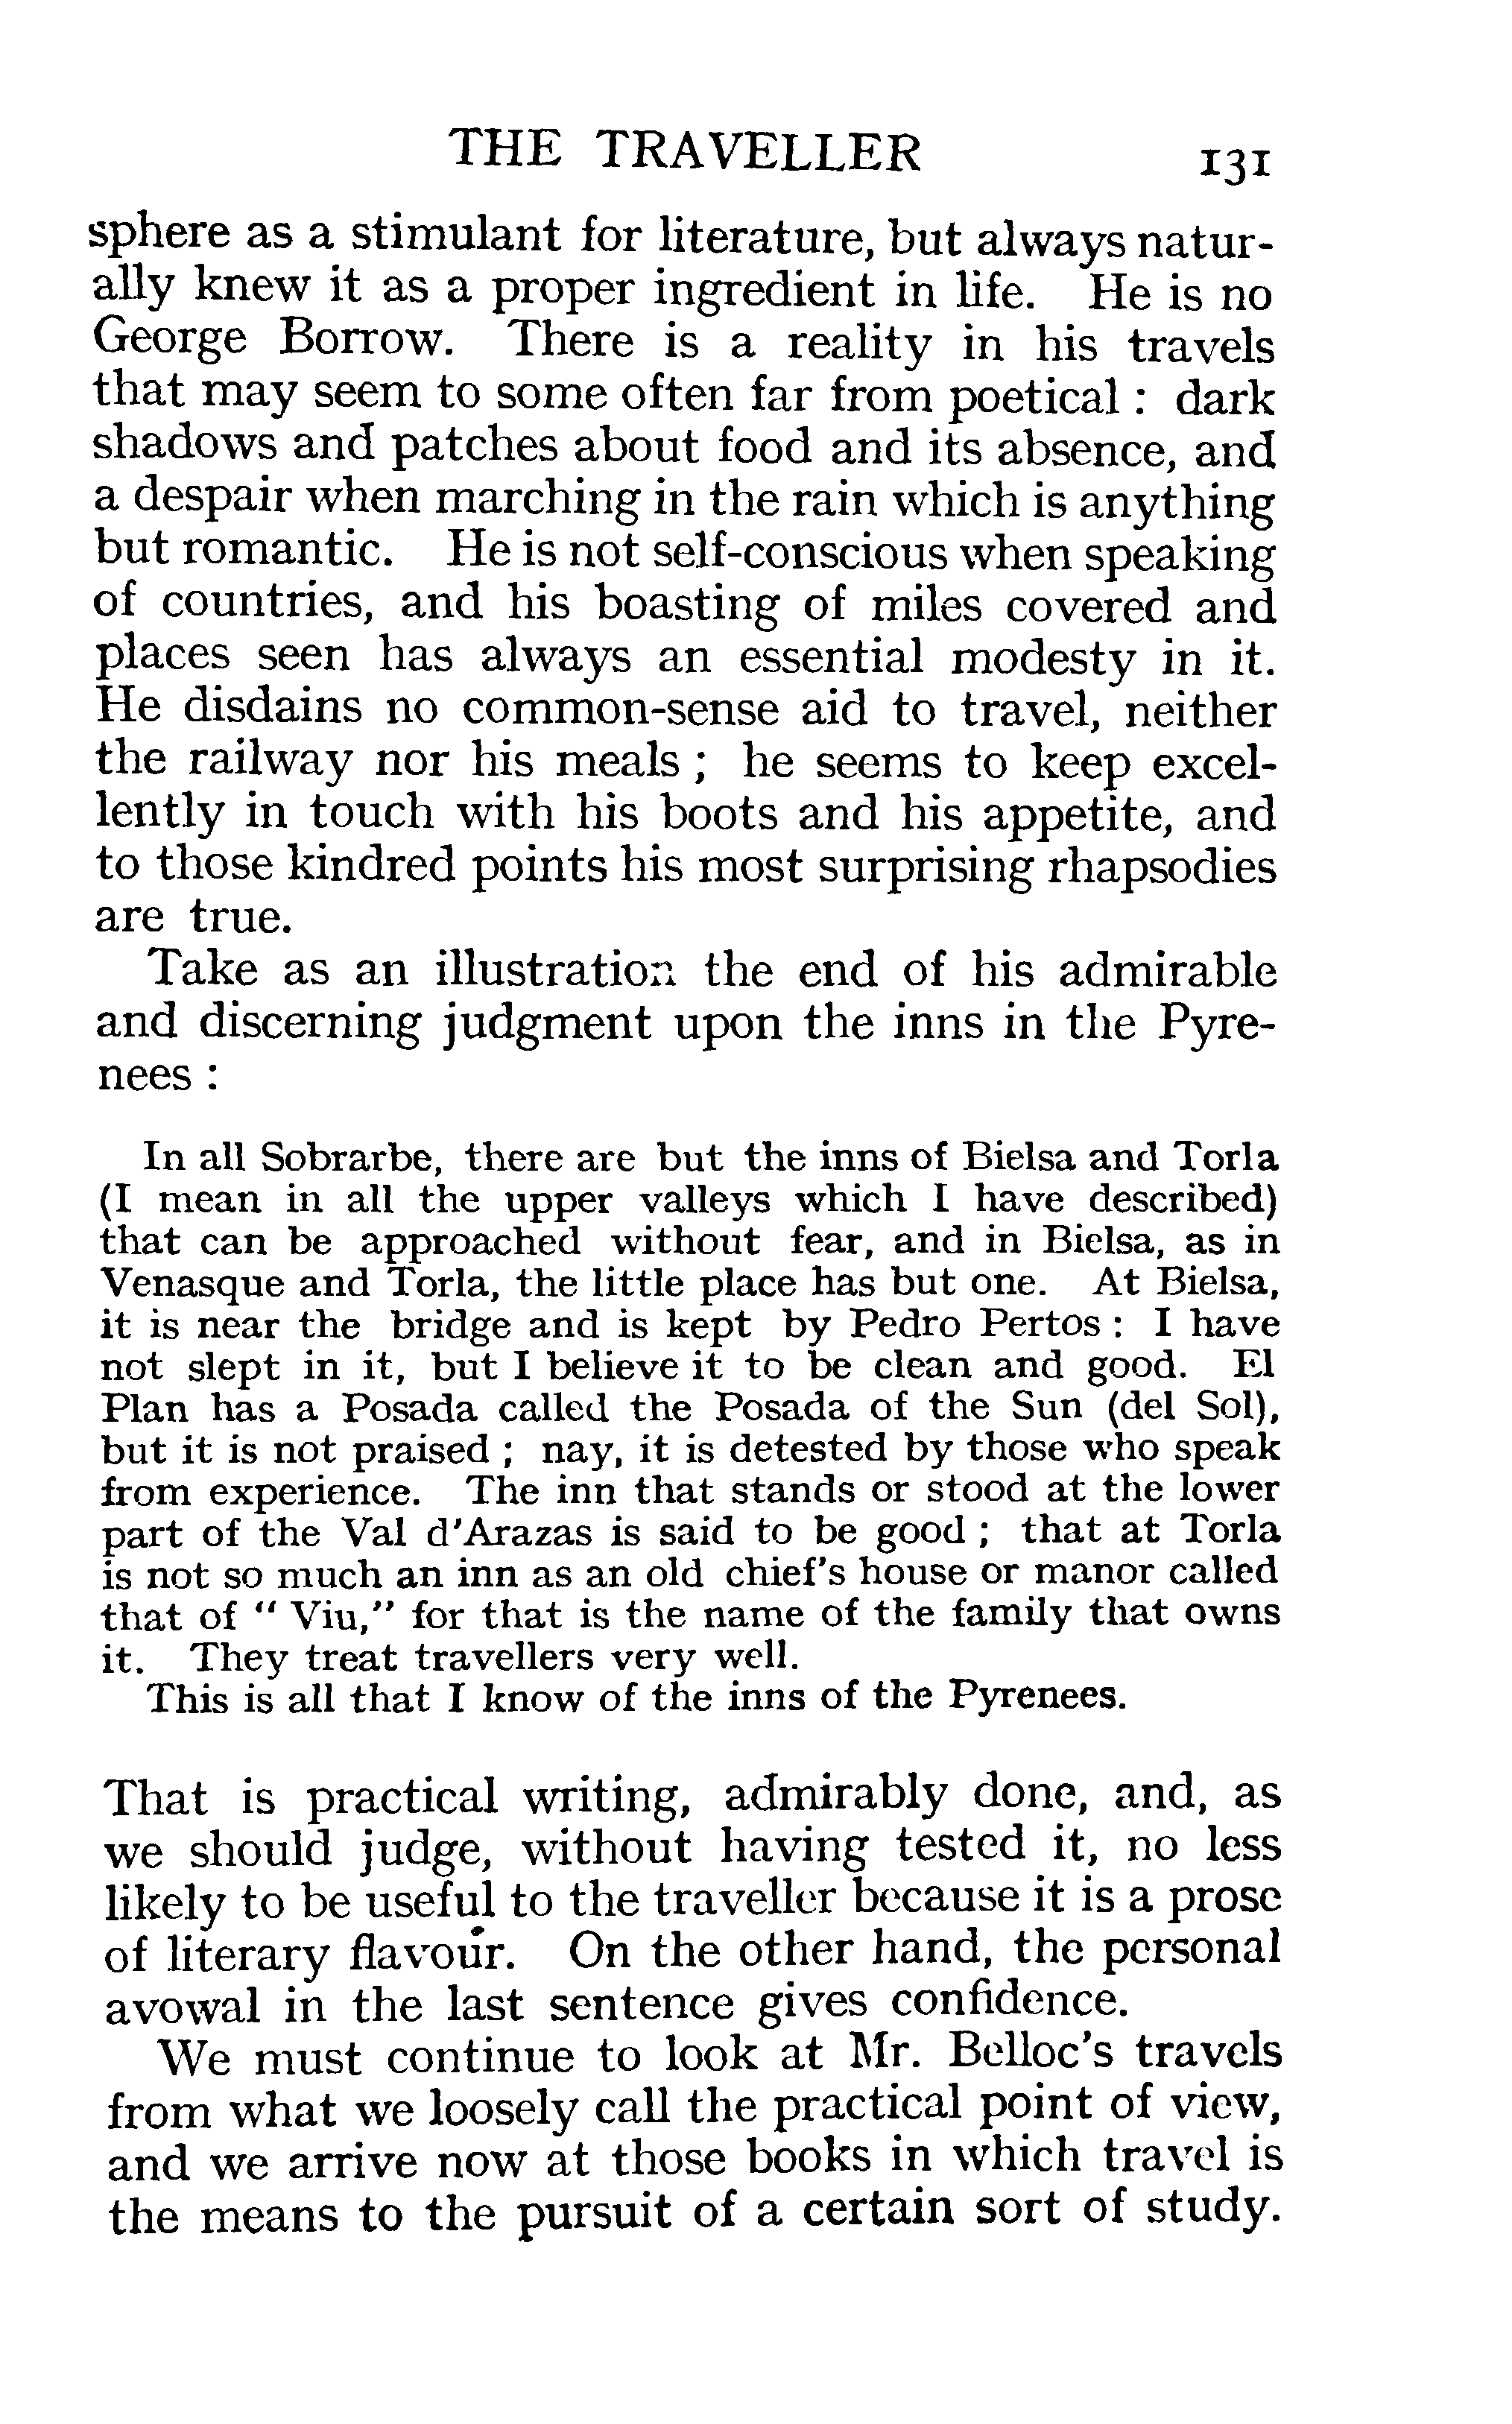 THE TRAVELLER 131
sphere as a stimulant for literature, but always natur-
ally knew it as a proper ingredient in life. He is no
George Borrow. There is a reality in his travels
that may seem to some often far from poetical : dark
shadows and patches about food and its absence, and
a despair when marching in the rain which is anything
but romantic. He is not self-conscious when speaking
of countries, and his boasting of miles covered and
places seen has always an essential modesty in it.
He disdains no common-sense aid to travel, neither
the railway nor his meals ; he seems to keep excel-
lently in touch with his boots and his appetite, and
to those kindred points his most surprising rhapsodies
are true.
Take as an illustration the end of his admirable
and discerning judgment upon the inns in the Pyre-
nees :
In all Sobrarbe, there are but the inns of Bielsa and Torla
(I mean in all the upper valleys which I have described)
that can be approached without fear, and in Bielsa, as in
Venasque and Torla, the little place has but one. At Bielsa,
it is near the bridge and is kept by Pedro Pertos : I have
not slept in it, but I believe it to be clean and good. El
Plan has a Posada called the Posada of the Sun (del Sol),
but it is not praised ; nay, it is detested by those who speak
from experience. The inn that stands or stood at the lower
part of the Val d'Arazas is said to be good ; that at Torla
is not so much an inn as an old chief's house or manor called
that of " Viu," for that is the name of the family that owns
it. They treat travellers very well.
This is all that I know of the inns of the Pyrenees.
That is practical writing, admirably done, and, as
we should judge, without having tested it, no less
likely to be useful to the traveller because it is a prose
of literary flavour. On the other hand, the personal
avowal in the last sentence gives confidence.
We must continue to look at Mr. Belloc's travels
from what we loosely call the practical point of view,
and we arrive now at those books in which travel is
the means to the pursuit of a certain sort of study.